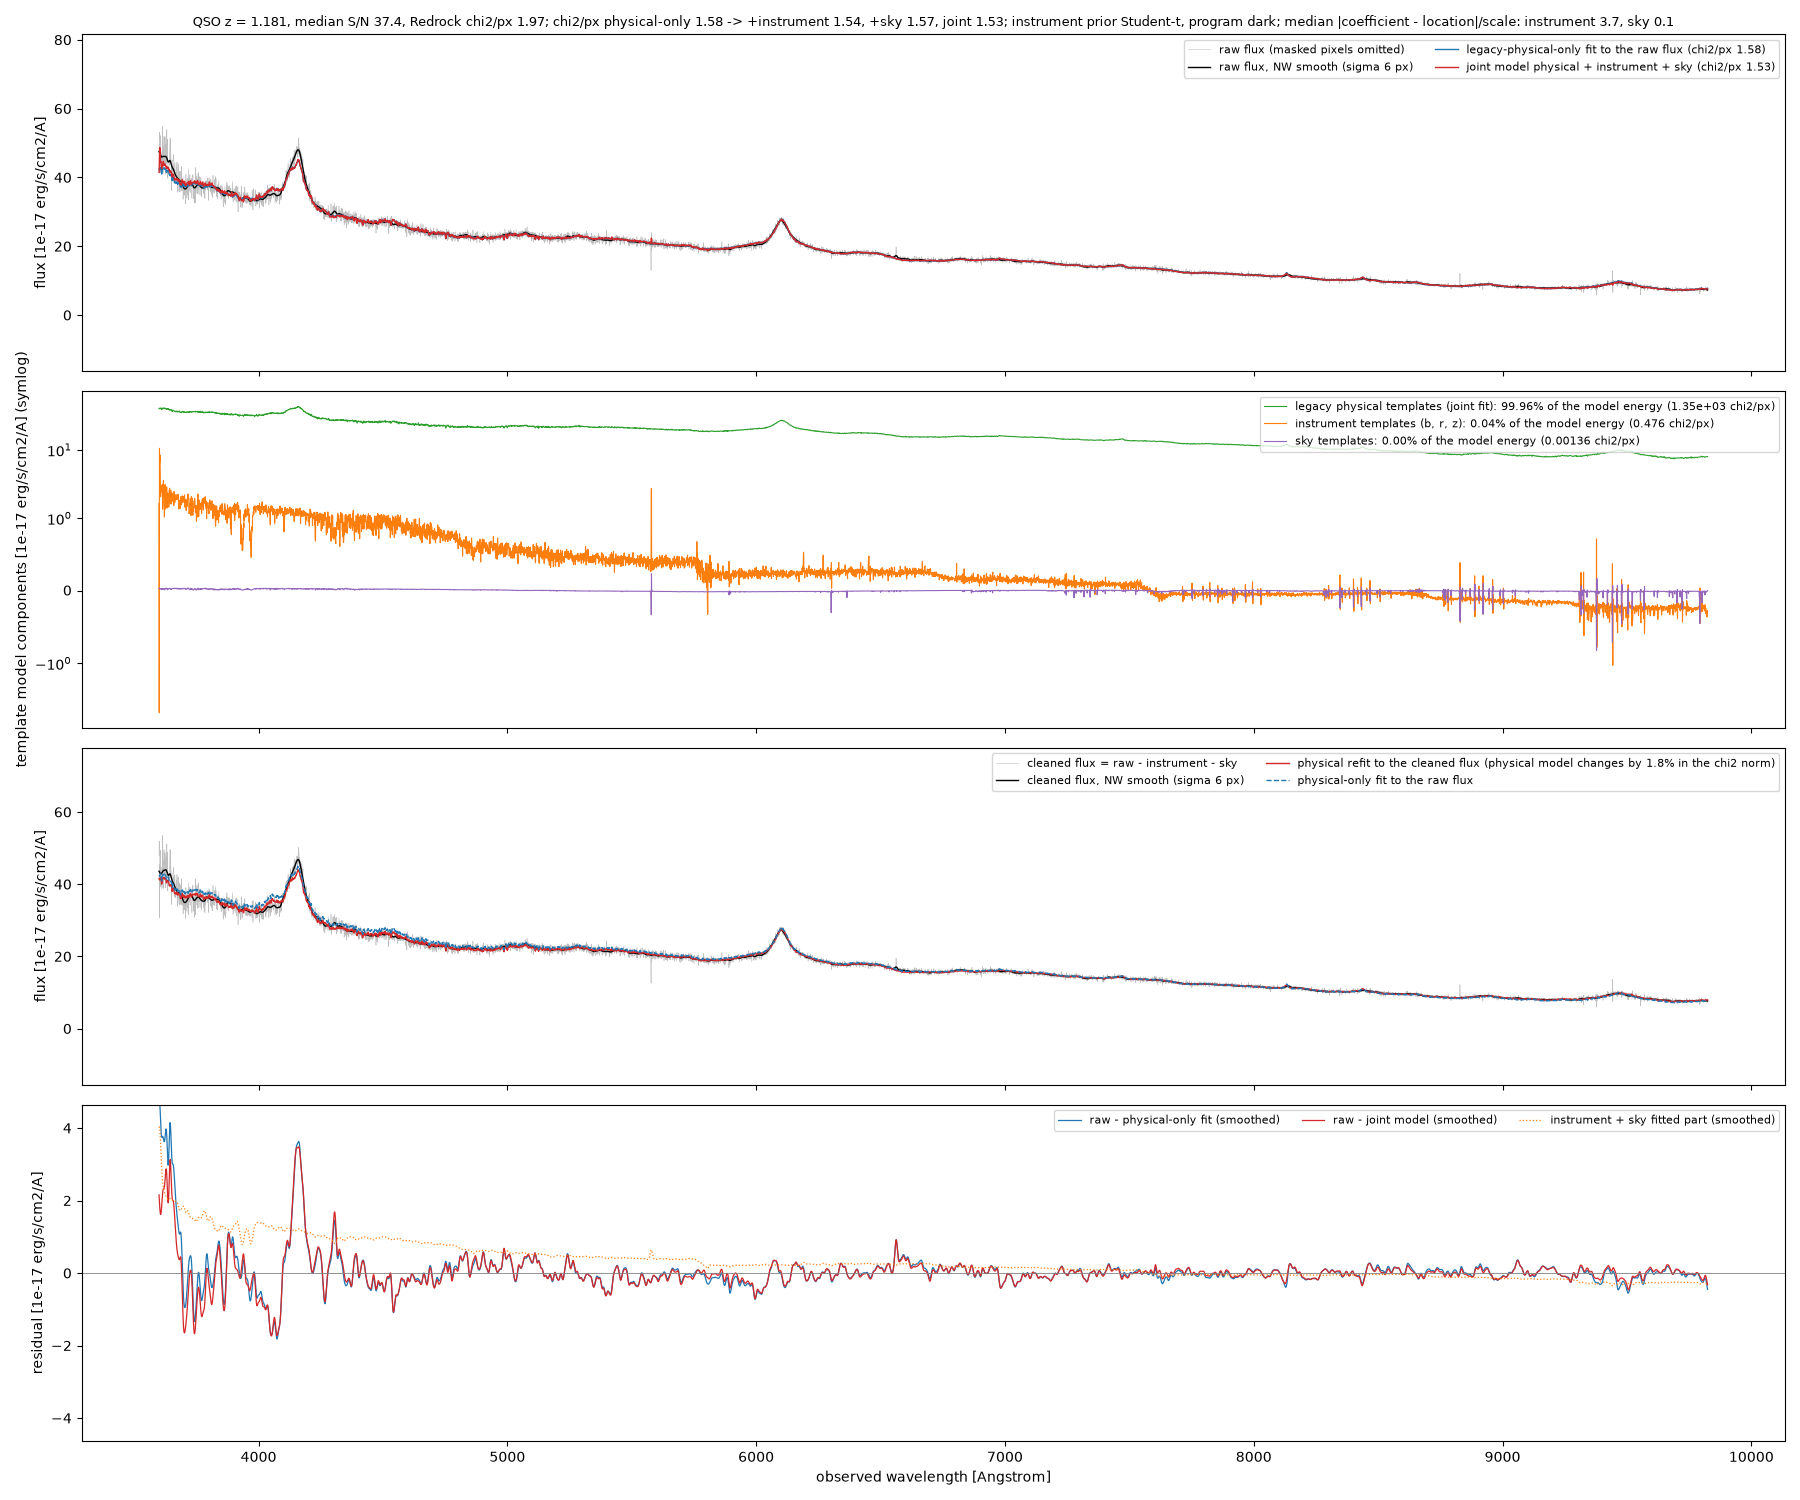 QSO z = 1.181, median S/N 37.4, Redrock chi2/px 1.97; chi2/px physical-only 1.58 -> +instrument 1.54, +sky 1.57, joint 1.53; instrument prior Student-t, program dark; median |coefficient - location|/scale: instrument 3.7, sky 0.1
raw flux (masked pixels omitted)
raw flux, NW smooth (sigma 6 px)
legacy-physical-only fit to the raw flux (chi2/px 1.58)
joint model physical + instrument + sky (chi2/px 1.53)
flux [1e-17 erg/s/cm2/A]
80
60
40
20
0
legacy physical templates (joint fit): 99.96% of the model energy (1.35e+03 chi2/px)
instrument templates (b, r, z): 0.04% of the model energy (0.476 chi2/px)
sky templates: 0.00% of the model energy (0.00136 chi2/px)
template model components [1e-17 erg/s/cm2/A] (symlog)
10¹
10⁰
0
−10⁰
cleaned flux = raw - instrument - sky
cleaned flux, NW smooth (sigma 6 px)
physical refit to the cleaned flux (physical model changes by 1.8% in the chi2 norm)
physical-only fit to the raw flux
flux [1e-17 erg/s/cm2/A]
60
40
20
0
raw - physical-only fit (smoothed)
raw - joint model (smoothed)
instrument + sky fitted part (smoothed)
residual [1e-17 erg/s/cm2/A]
4
2
0
−2
−4
4000
5000
6000
7000
8000
9000
10000
observed wavelength [Angstrom]